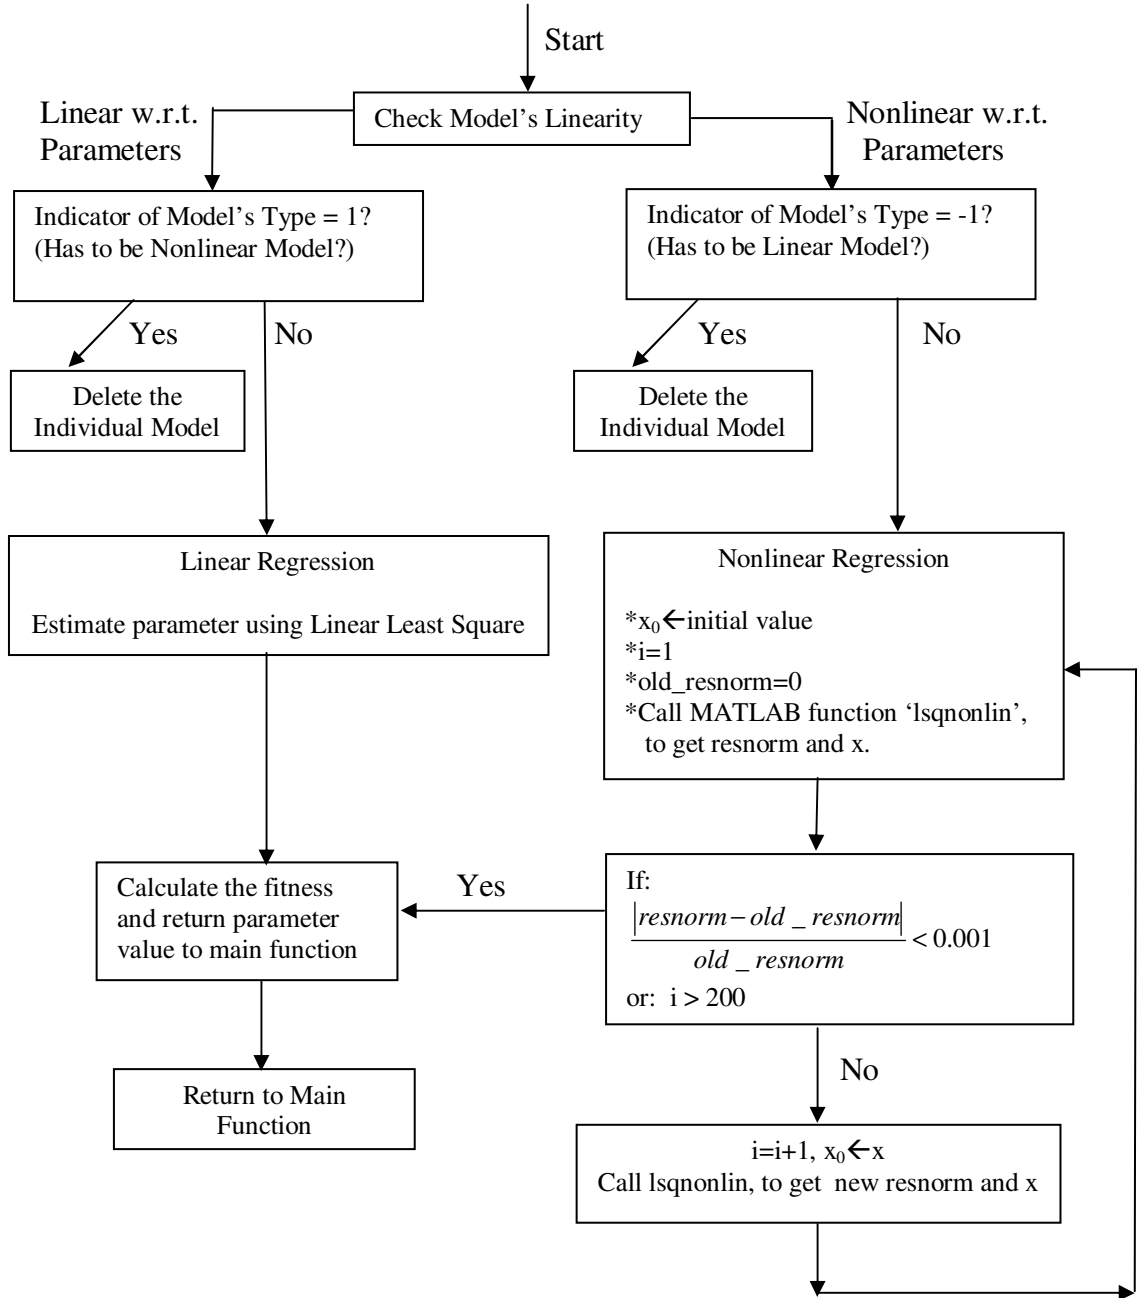 Start
Linear w.r.t.
Parameters
Check Model's Linearity
Nonlinear w.r.t.
Parameters
Indicator of Model's Type = 1?
(Has to be Nonlinear Model?)
Indicator of Model's Type = -1?
(Has to be Linear Model?)
Yes
No
Yes
No
Delete the
Individual Model
Delete the
Individual Model
Linear Regression
Estimate parameter using Linear Least Square
Nonlinear Regression
*x₀←initial value
*i=1
*old_resnorm=0
*Call MATLAB function ‘lsqnonlin’,
to get resnorm and x.
Calculate the fitness
and return parameter
value to main function
Yes
If:
|resnorm − old _ resnorm|
old _ resnorm
< 0.001
or: i > 200
No
Return to Main
Function
i=i+1, x₀←x
Call lsqnonlin, to get new resnorm and x